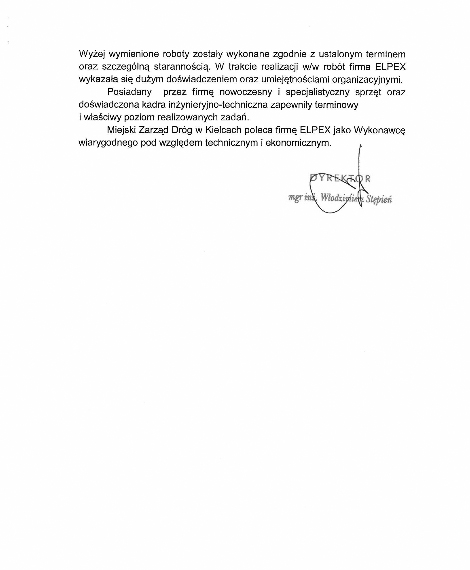 Wyżej wymienione roboty zostały wykonane zgodnie z ustalonym terminem
oraz szczególną starannością. W trakcie realizacji w/w robót firma ELPEX
wykazała się dużym doświadczeniem oraz umiejętnościami organizacyjnymi.
Posiadany przez firmę nowoczesny i specjalistyczny sprzęt oraz
doświadczona kadra inżynieryjno-techniczna zapewniły terminowy
i właściwy poziom realizowanych zadań.
Miejski Zarząd Dróg w Kielcach poleca firmę ELPEX jako Wykonawcę
wiarygodnego pod względem technicznym i ekonomicznym.
DYREKTOR
mgr inż. Włodzimierz Stępień